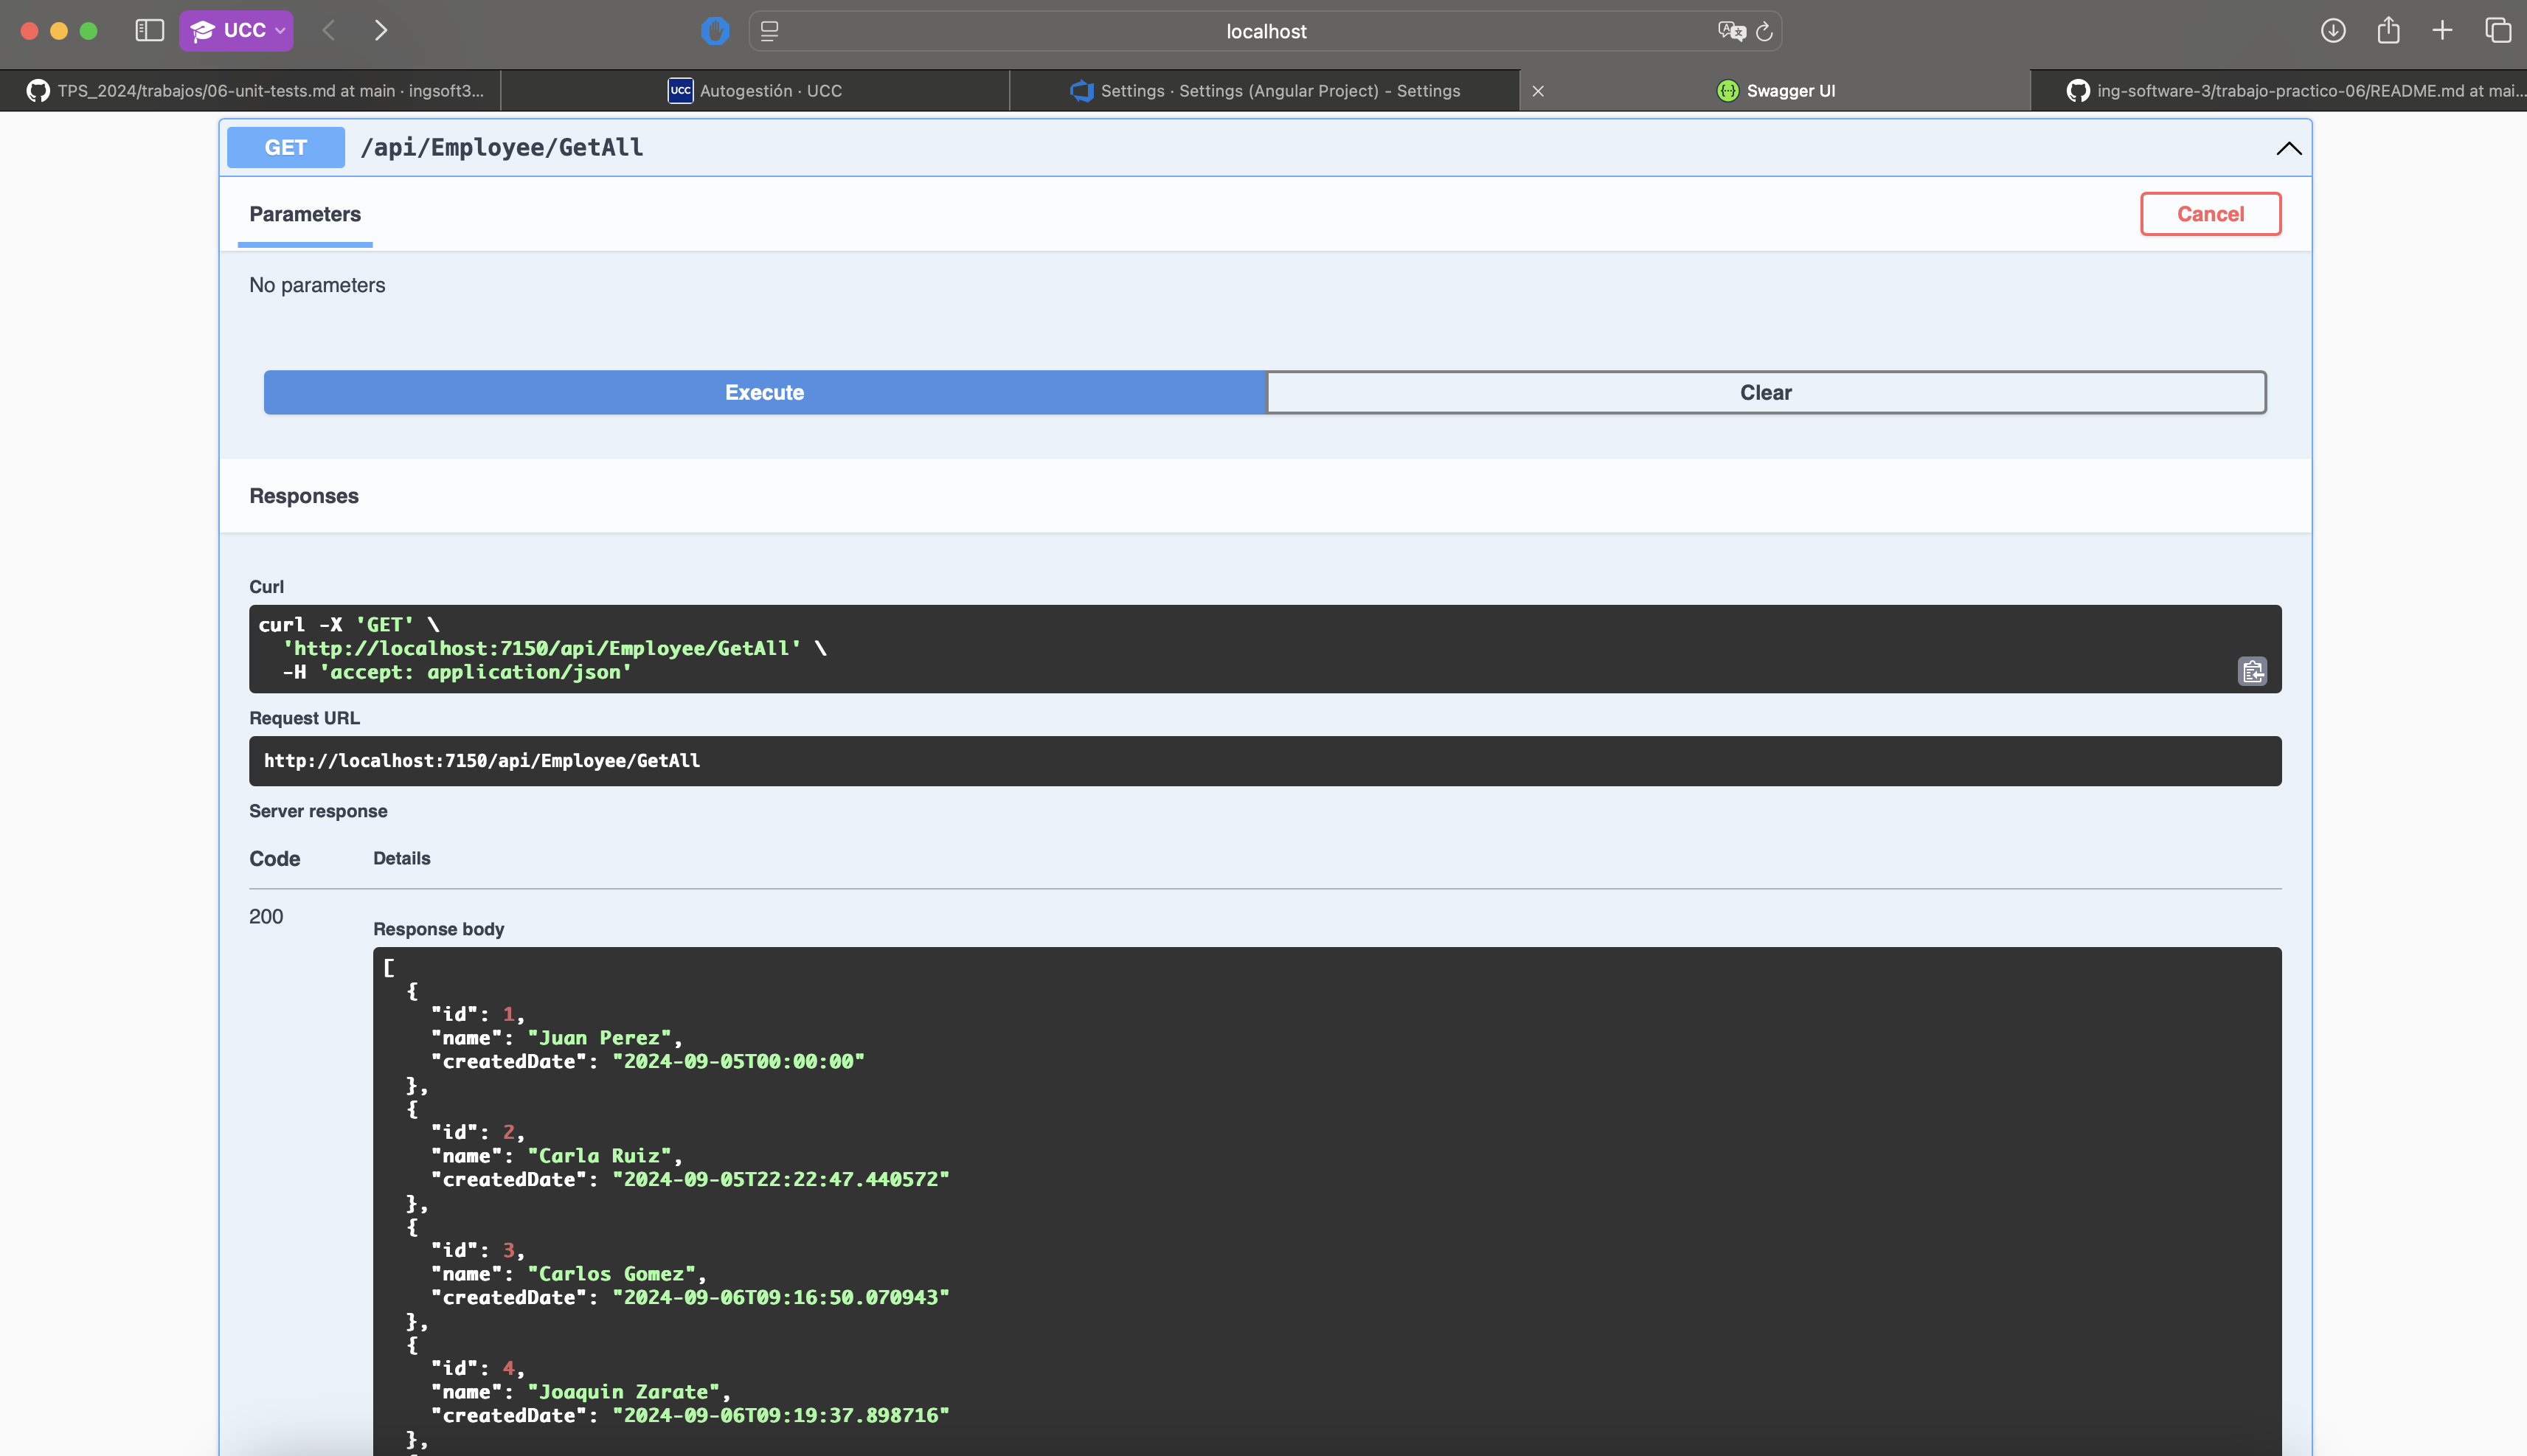 UCC
localhost
TPS_2024/trabajos/06-unit-tests.md at main · ingsoft3...
UCC Autogestión · UCC
Settings · Settings (Angular Project) - Settings
Swagger UI
ing-software-3/trabajo-practico-06/README.md at mai...
GET /api/Employee/GetAll
Parameters
Cancel
No parameters
Execute
Clear
Responses
Curl
curl -X 'GET' \
'http://localhost:7150/api/Employee/GetAll' \
-H 'accept: application/json'
Request URL
http://localhost:7150/api/Employee/GetAll
Server response
Code Details
200
Response body
[
{
"id": 1,
"name": "Juan Perez",
"createdDate": "2024-09-05T00:00:00"
},
{
"id": 2,
"name": "Carla Ruiz",
"createdDate": "2024-09-05T22:22:47.440572"
},
{
"id": 3,
"name": "Carlos Gomez",
"createdDate": "2024-09-06T09:16:50.070943"
},
{
"id": 4,
"name": "Joaquin Zarate",
"createdDate": "2024-09-06T09:19:37.898716"
},